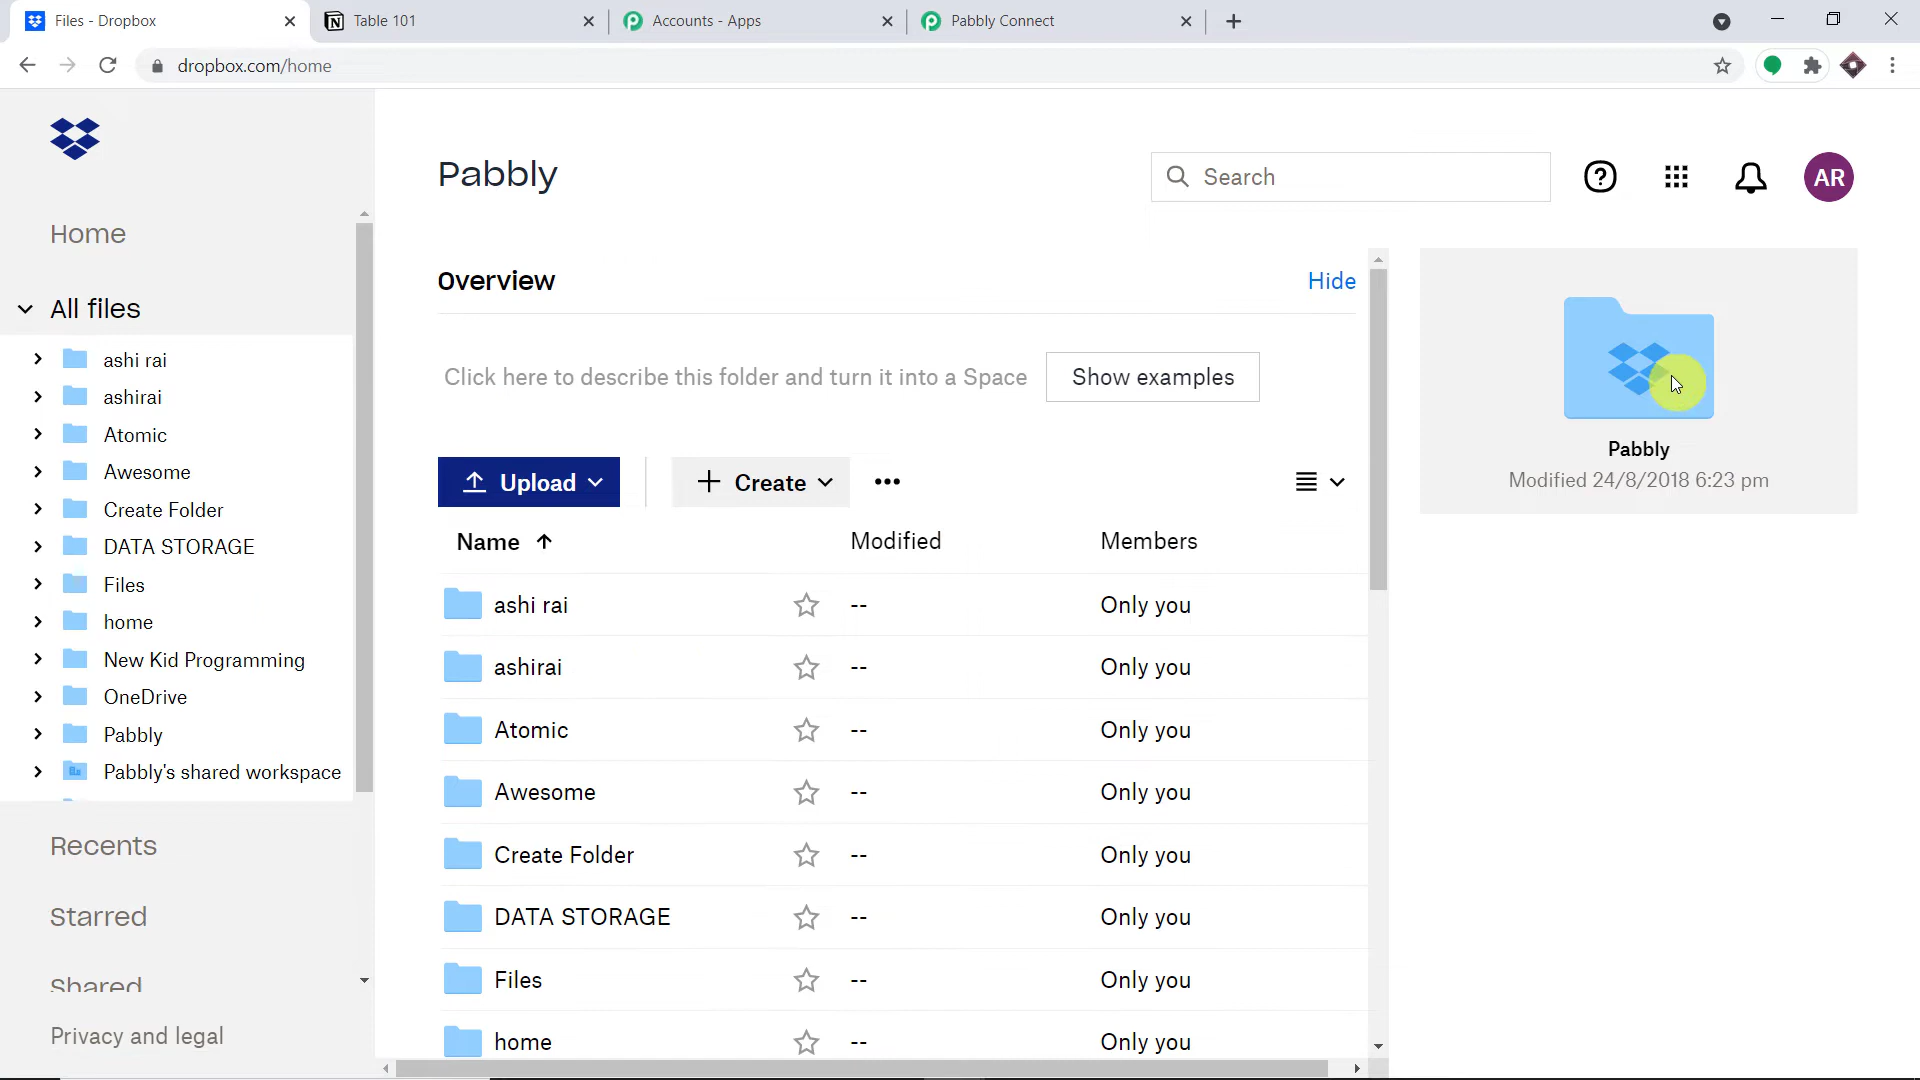 Files - Dropbox
Table 101
Accounts - Apps
Pabbly Connect
dropbox.com/home
Home
All files
ashi rai
ashirai
Atomic
Awesome
Create Folder
DATA STORAGE
Files
home
New Kid Programming
OneDrive
Pabbly
Pabbly's shared workspace
Recents
Starred
Shared
Privacy and legal
Pabbly
Search
AR
Overview
Hide
Click here to describe this folder and turn it into a Space
Show examples
Upload
Create
Name Modified Members
ashi rai -- Only you
ashirai -- Only you
Atomic -- Only you
Awesome -- Only you
Create Folder -- Only you
DATA STORAGE -- Only you
Files -- Only you
home -- Only you
Pabbly
Modified 24/8/2018 6:23 pm